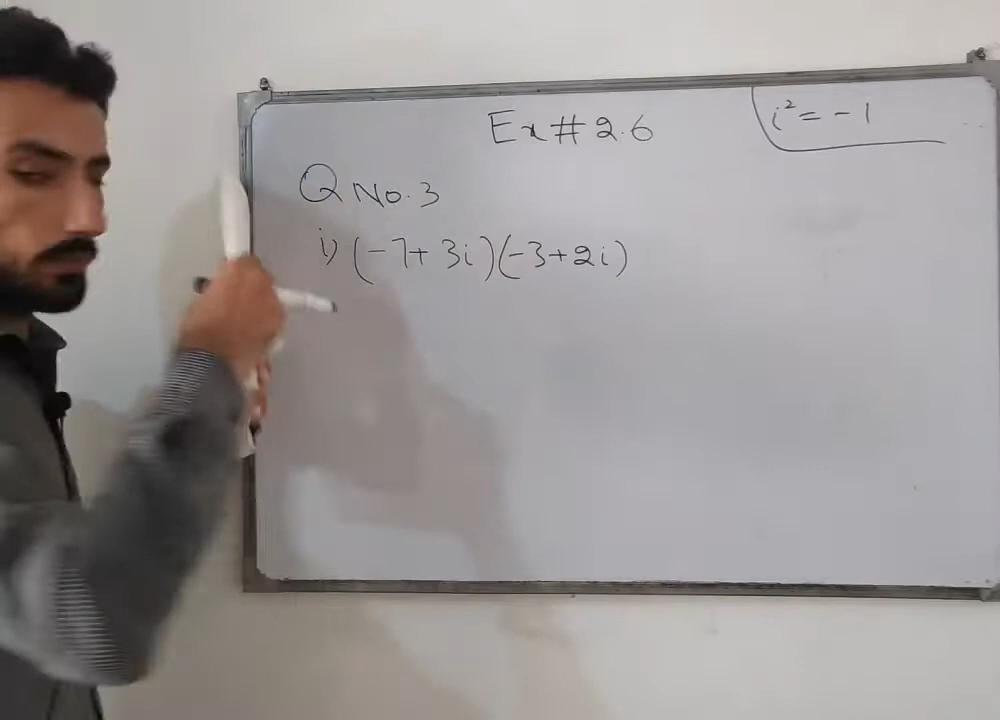 Ex # 2.6
i² = -1
Q No. 3
i) (-7+3i)(-3+2i)